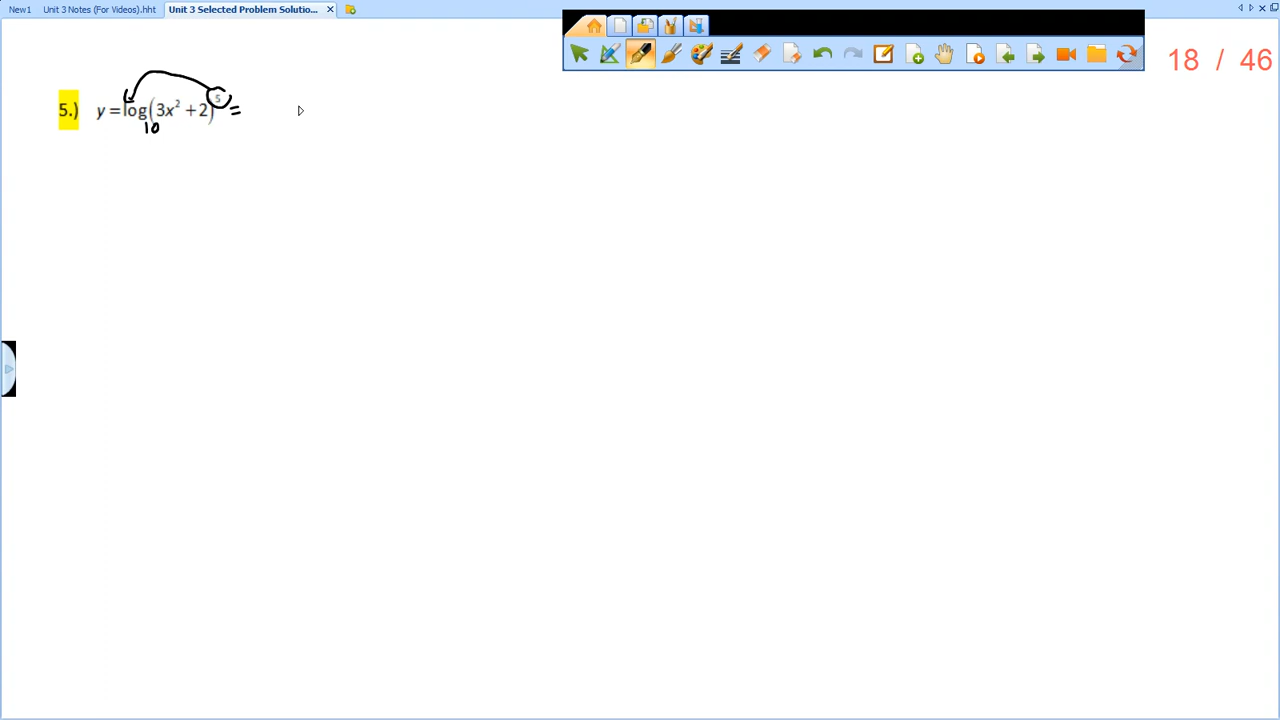 New1 Unit 3 Notes (For Videos).hht Unit 3 Selected Problem Solutio...
18 / 46
5.) y = log(3x² + 2)⁵ =
10